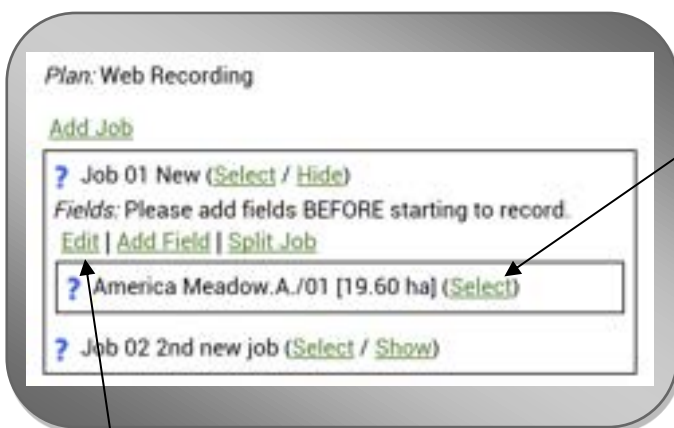 Plan: Web Recording
Add Job
? Job 01 New (Select / Hide)
Fields: Please add fields BEFORE starting to record.
Edit | Add Field | Split Job
? America Meadow.A./01 [19.60 ha] (Select)
? Job 02 2nd new job (Select / Show)